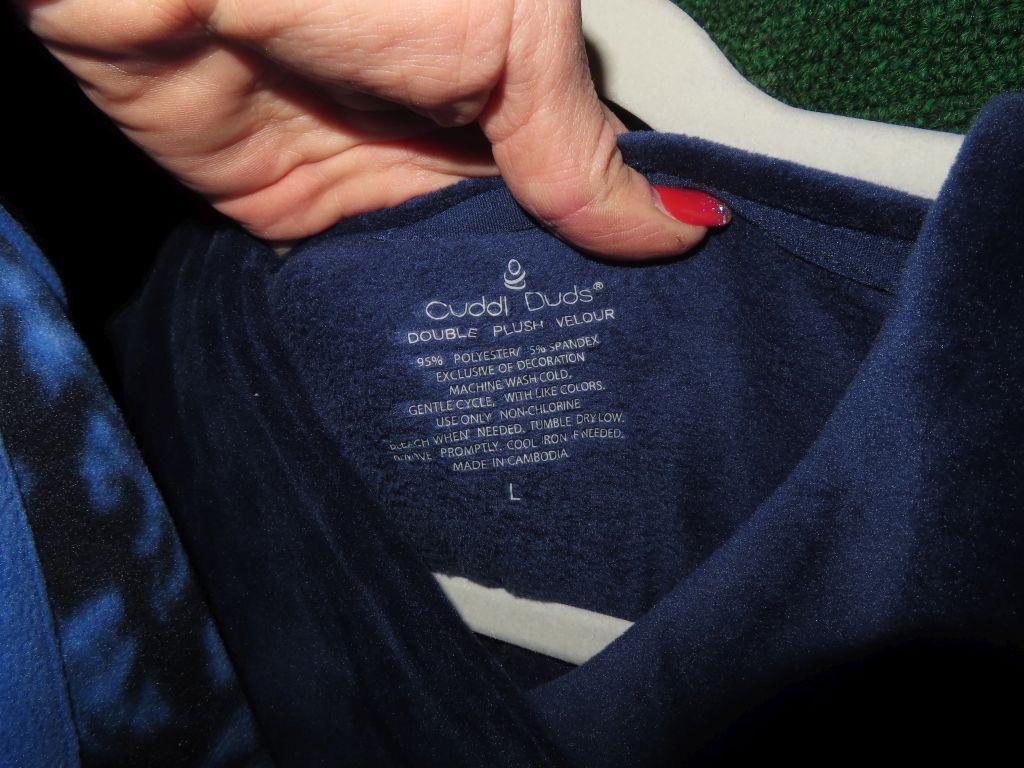 Cuddl Duds®
DOUBLE PLUSH VELOUR
95% POLYESTER/ 5% SPANDEX
EXCLUSIVE OF DECORATION
MACHINE WASH COLD,
GENTLE CYCLE, WITH LIKE COLORS.
USE ONLY NON-CHLORINE
BLEACH WHEN NEEDED. TUMBLE DRY LOW.
REMOVE PROMPTLY. COOL IRON IF NEEDED.
MADE IN CAMBODIA
L